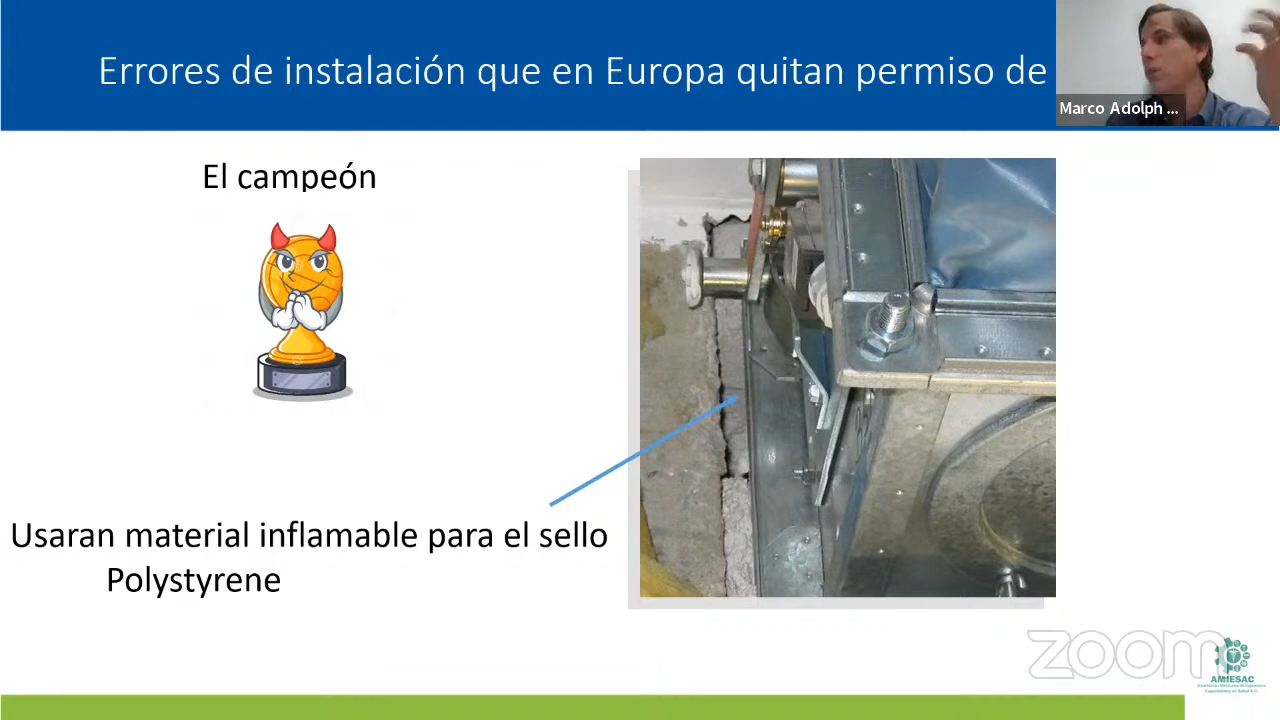 Errores de instalación que en Europa quitan permiso de
Marco Adolph ...
El campeón
Usaran material inflamable para el sello
Polystyrene
zoom
AMIESAC